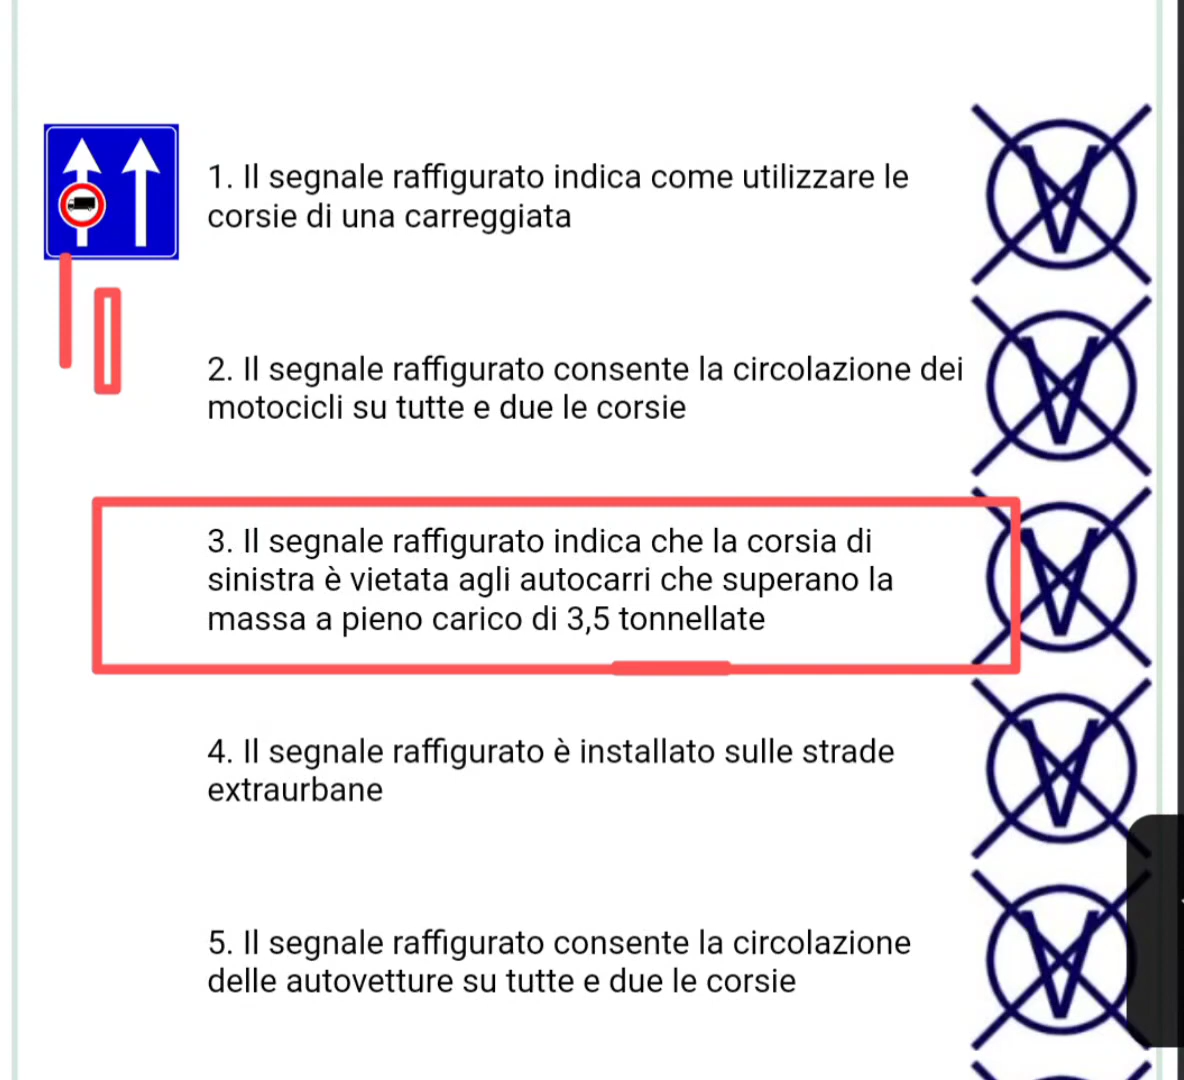 1. Il segnale raffigurato indica come utilizzare le
corsie di una carreggiata
V
2. Il segnale raffigurato consente la circolazione dei
motocicli su tutte e due le corsie
V
3. Il segnale raffigurato indica che la corsia di
sinistra è vietata agli autocarri che superano la
massa a pieno carico di 3,5 tonnellate
V
4. Il segnale raffigurato è installato sulle strade
extraurbane
V
5. Il segnale raffigurato consente la circolazione
delle autovetture su tutte e due le corsie
V